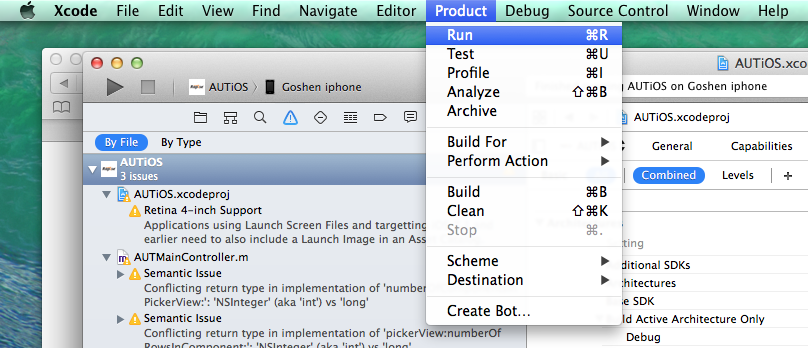 Xcode File Edit View Find Navigate Editor Product Debug Source Control Window Help
Run ⌘R
Test ⌘U
Profile ⌘I
Analyze ⇧⌘B
Archive
Build For
Perform Action
Build ⌘B
Clean ⇧⌘K
Stop ⌘.
Scheme
Destination
Create Bot...
AUTiOS Goshen iphone
By File By Type
AUTiOS
3 issues
AUTiOS.xcodeproj
Retina 4-inch Support
Applications using Launch Screen Files and targetting
earlier need to also include a Launch Image in an
AUTMainController.m
Semantic Issue
Conflicting return type in implementation of
PickerView:': 'NSInteger' (aka 'int') vs 'long'
Semantic Issue
Conflicting return type in implementation of 'pickerView:numberOf
RowsInComponent:': 'NSInteger' (aka 'int') vs 'long'
AUTiOS.xco
AUTiOS on Goshen iphone
AUTiOS.xcodeproj
General Capabilities
Combined Levels +
ditional SDKs
chitectures
se SDK
Build Active Architecture Only
Debug